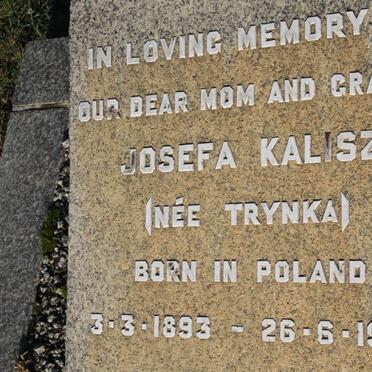 IN LOVING MEMORY
OUR DEAR MOM AND GRA
JOSEFA KALISZ
(NÉE TRYNKA)
BORN IN POLAND
3·3·1893 - 26·6·19